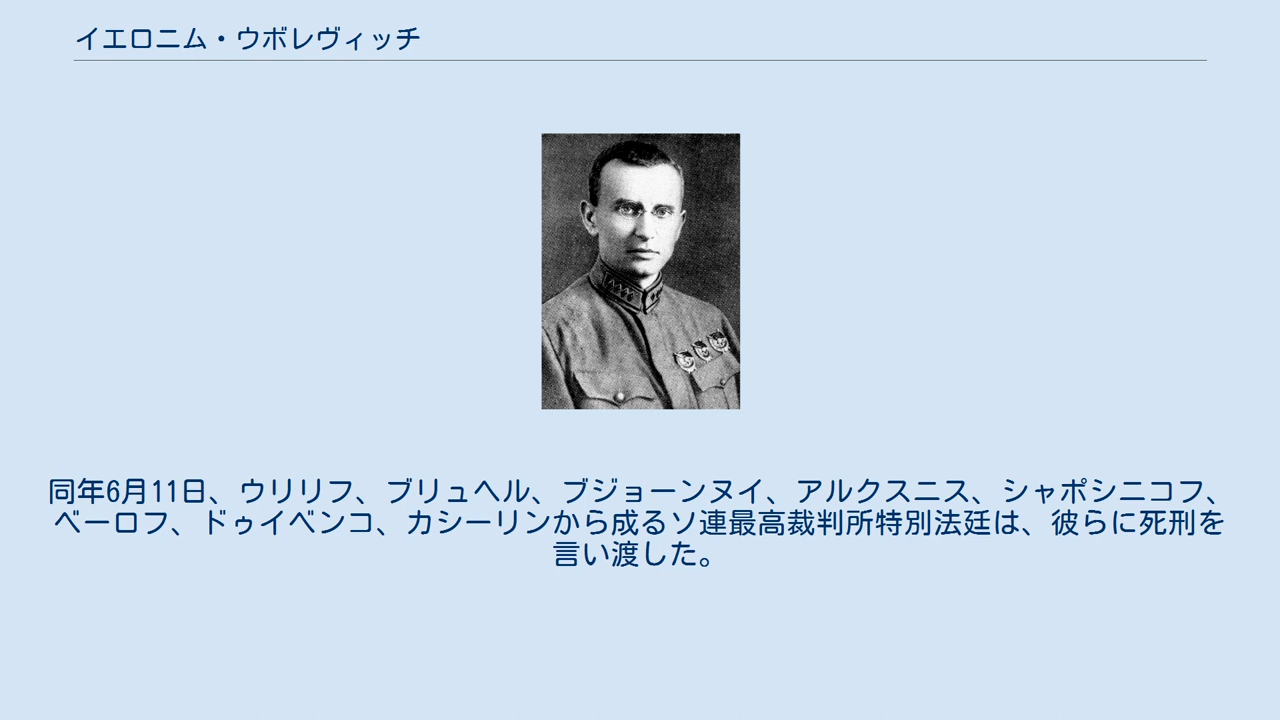 イエロニム・ウボレヴィッチ
同年6月11日、ウリリフ、ブリュヘル、ブジョーンヌイ、アルクスニス、シャポシニコフ、
ベーロフ、ドゥイベンコ、カシーリンから成るソ連最高裁判所特別法廷は、彼らに死刑を
言い渡した。